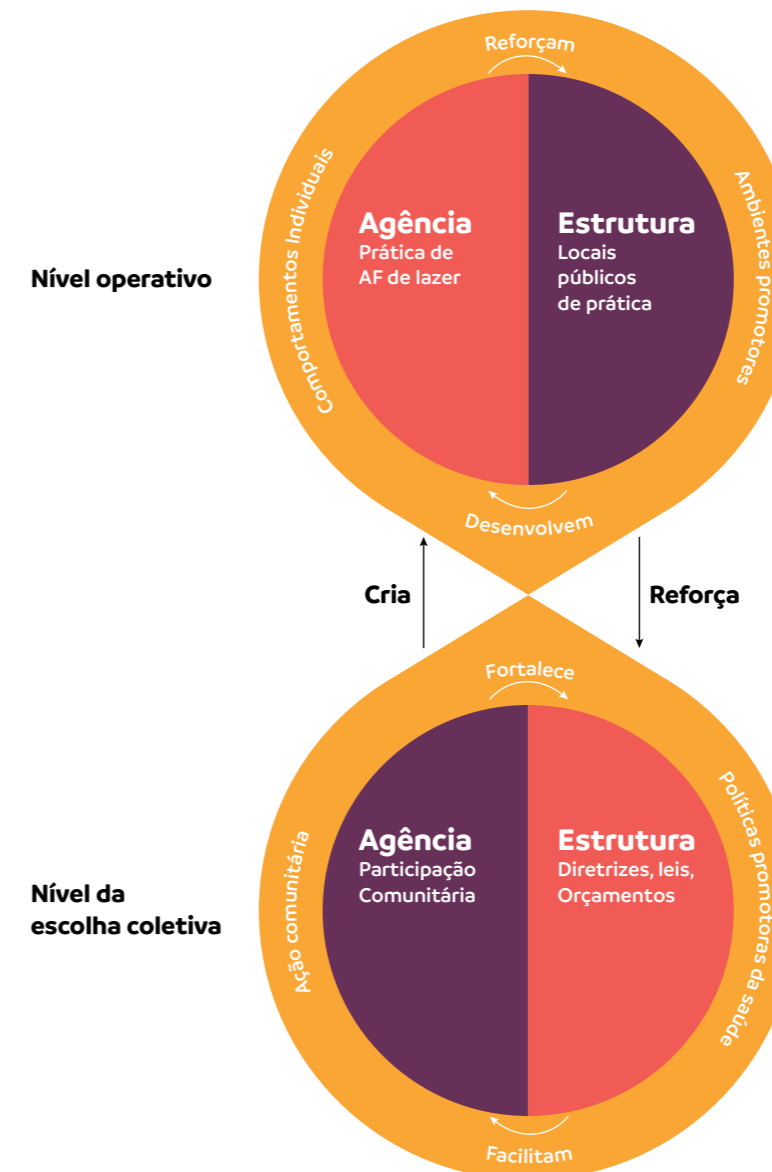 Reforçam
Comportamentos Individuais
Ambientes promotores
Agência
Prática de
AF de lazer
Estrutura
Locais
públicos
de prática
Nível operativo
Desenvolvem
Cria
Reforça
Fortalece
Ação comunitária
Políticas promotoras da saúde
Agência
Participação
Comunitária
Estrutura
Diretrizes, leis,
Orçamentos
Nível da
escolha coletiva
Facilitam